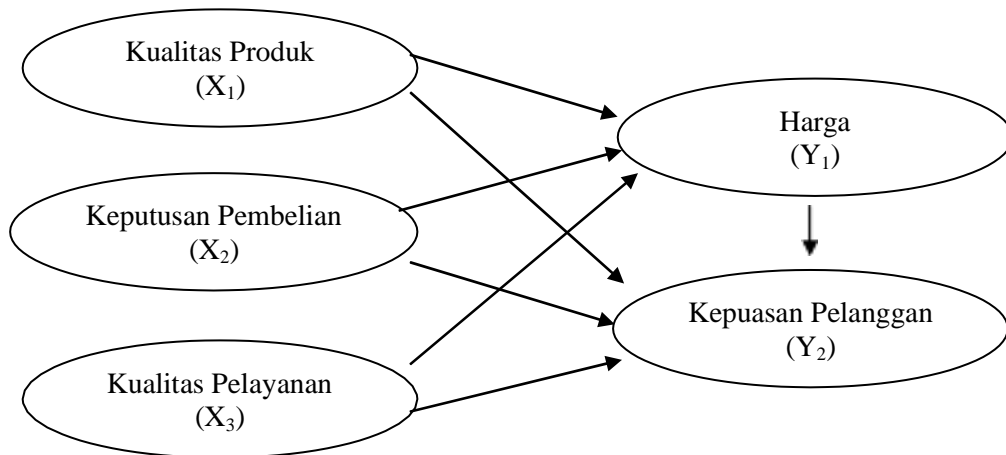 Kualitas Produk
(X₁)
Harga
(Y₁)
Keputusan Pembelian
(X₂)
Kepuasan Pelanggan
(Y₂)
Kualitas Pelayanan
(X₃)